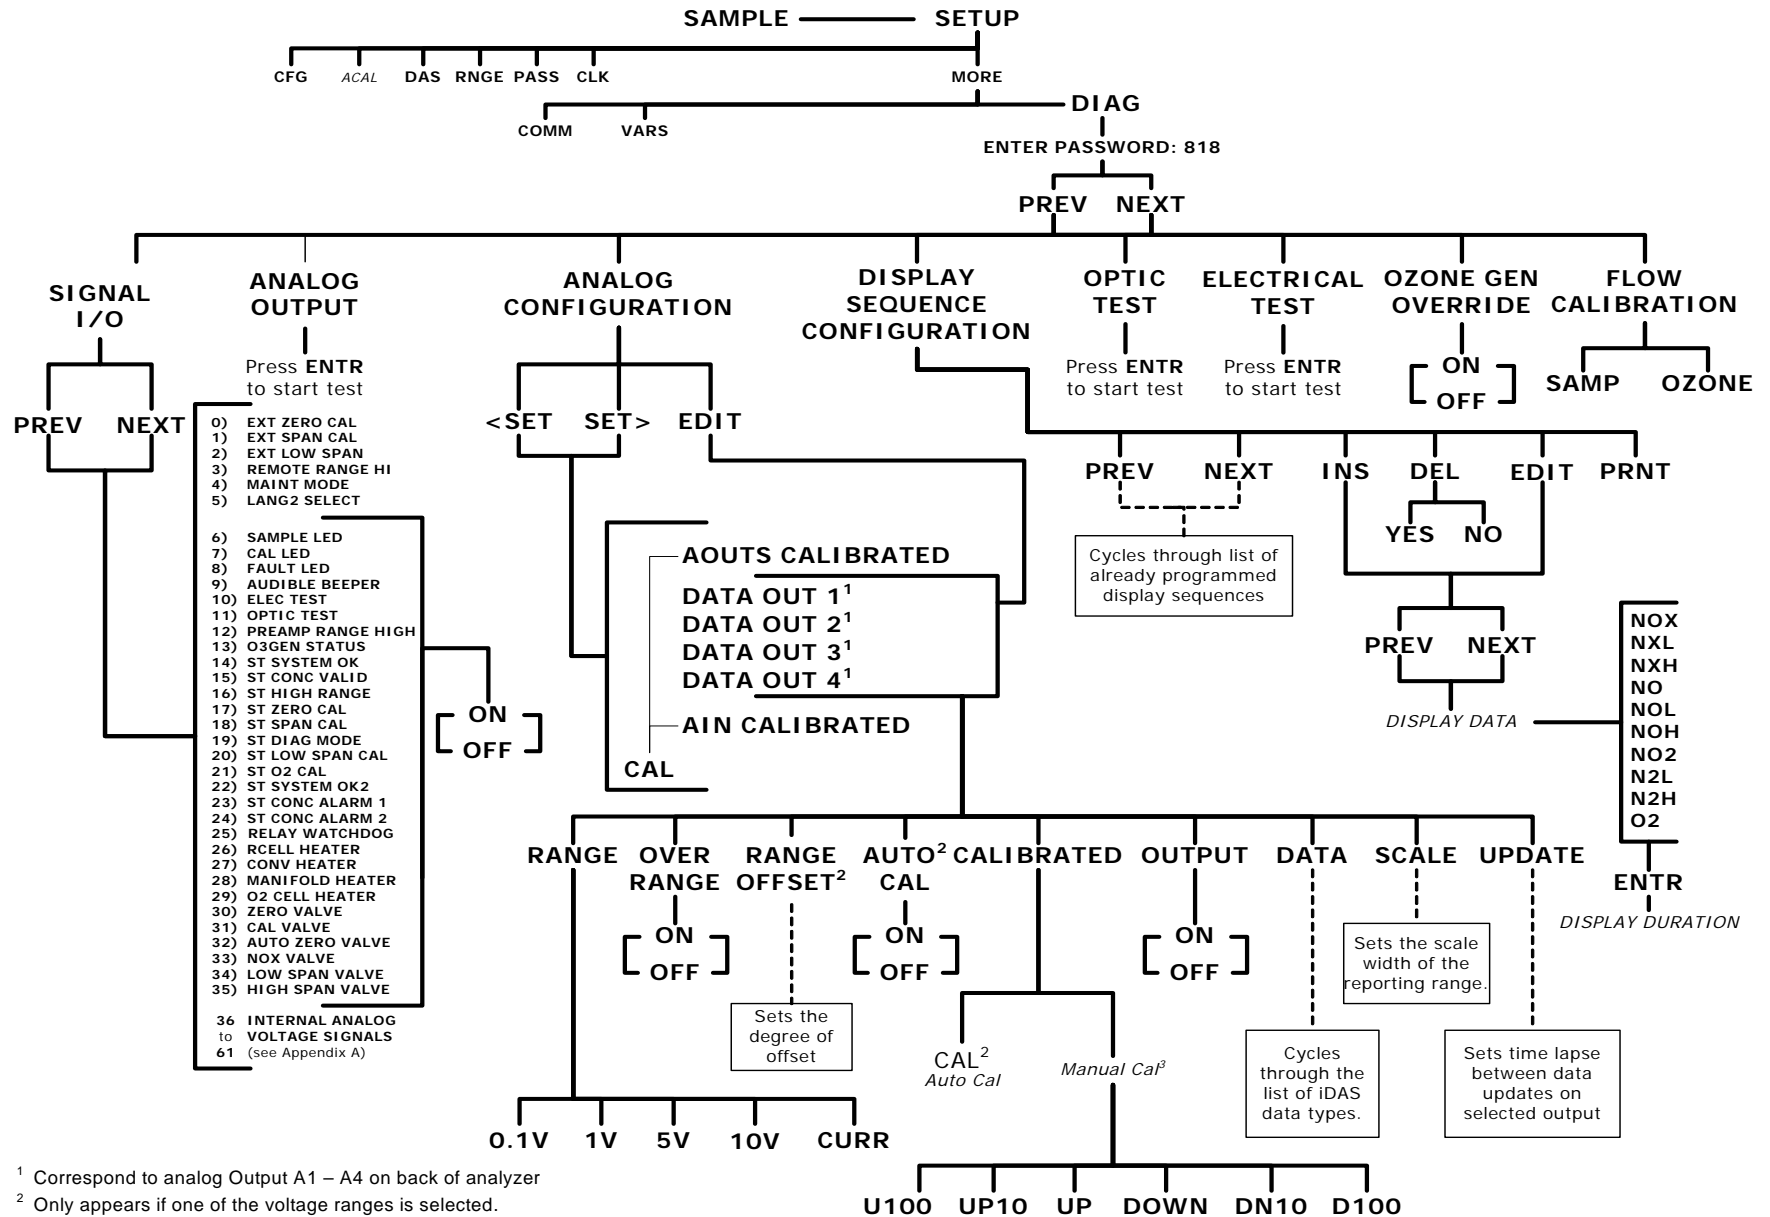 SAMPLE SETUP
CFG ACAL DAS RNGE PASS CLK MORE
COMM VARS DIAG
ENTER PASSWORD: 818
PREV NEXT
SIGNAL
I/O
ANALOG
OUTPUT
ANALOG
CONFIGURATION
DISPLAY
SEQUENCE
CONFIGURATION
OPTIC
TEST
ELECTRICAL
TEST
OZONE GEN
OVERRIDE
FLOW
CALIBRATION
Press ENTR
to start test
Press ENTR
to start test
Press ENTR
to start test
ON
OFF
SAMP OZONE
PREV NEXT
<SET SET> EDIT
0) EXT ZERO CAL
1) EXT SPAN CAL
2) EXT LOW SPAN
3) REMOTE RANGE HI
4) MAINT MODE
5) LANG2 SELECT
6) SAMPLE LED
7) CAL LED
8) FAULT LED
9) AUDIBLE BEEPER
10) ELEC TEST
11) OPTIC TEST
12) PREAMP RANGE HIGH
13) O3GEN STATUS
14) ST SYSTEM OK
15) ST CONC VALID
16) ST HIGH RANGE
17) ST ZERO CAL
18) ST SPAN CAL
19) ST DIAG MODE
20) ST LOW SPAN CAL
21) ST O2 CAL
22) ST SYSTEM OK2
23) ST CONC ALARM 1
24) ST CONC ALARM 2
25) RELAY WATCHDOG
26) RCELL HEATER
27) CONV HEATER
28) MANIFOLD HEATER
29) O2 CELL HEATER
30) ZERO VALVE
31) CAL VALVE
32) AUTO ZERO VALVE
33) NOX VALVE
34) LOW SPAN VALVE
35) HIGH SPAN VALVE
36 INTERNAL ANALOG
to VOLTAGE SIGNALS
61 (see Appendix A)
ON
OFF
AOUTS CALIBRATED
DATA OUT 1¹
DATA OUT 2¹
DATA OUT 3¹
DATA OUT 4¹
AIN CALIBRATED
CAL
PREV NEXT INS DEL EDIT PRNT
YES NO
Cycles through list of
already programmed
display sequences
PREV NEXT
DISPLAY DATA
NOX
NXL
NXH
NO
NOL
NOH
NO2
N2L
N2H
O2
ENTR
DISPLAY DURATION
RANGE
OVER
RANGE
RANGE
OFFSET²
AUTO²
CAL
CALIBRATED
OUTPUT
DATA
SCALE
UPDATE
ON
OFF
ON
OFF
ON
OFF
Sets the scale
width of the
reporting range.
Sets the
degree of
offset
CAL²
Auto Cal
Manual Cal³
Cycles
through the
list of iDAS
data types.
Sets time lapse
between data
updates on
selected output
0.1V 1V 5V 10V CURR
U100 UP10 UP DOWN DN10 D100
¹ Correspond to analog Output A1 – A4 on back of analyzer
² Only appears if one of the voltage ranges is selected.